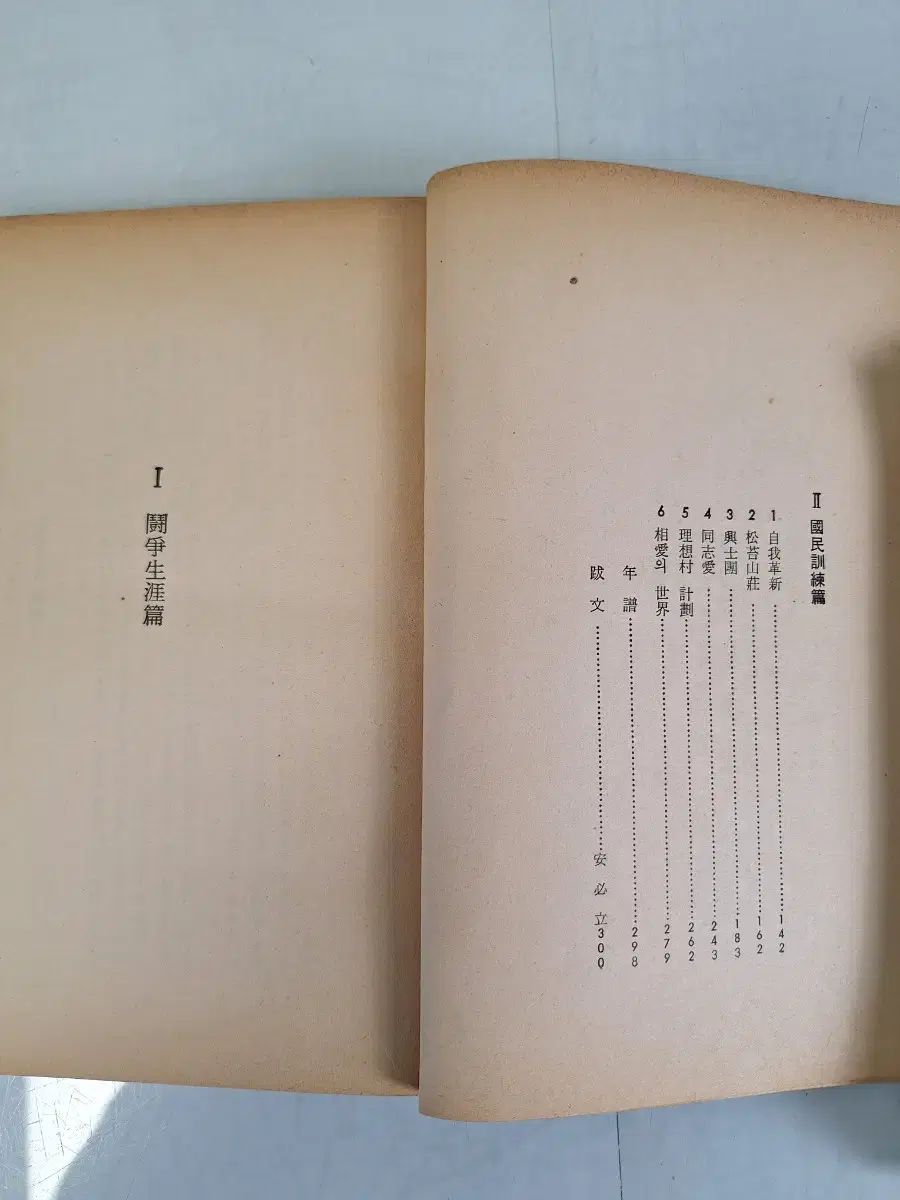 Ⅱ 國民訓練篇
1 自我革新 142
2 松苔山莊 162
3 興士團 183
4 同志愛 243
5 理想村 計劃 262
6 相愛의 世界 279
年譜 298
跋文 安必立 300
Ⅰ 鬪爭生涯篇